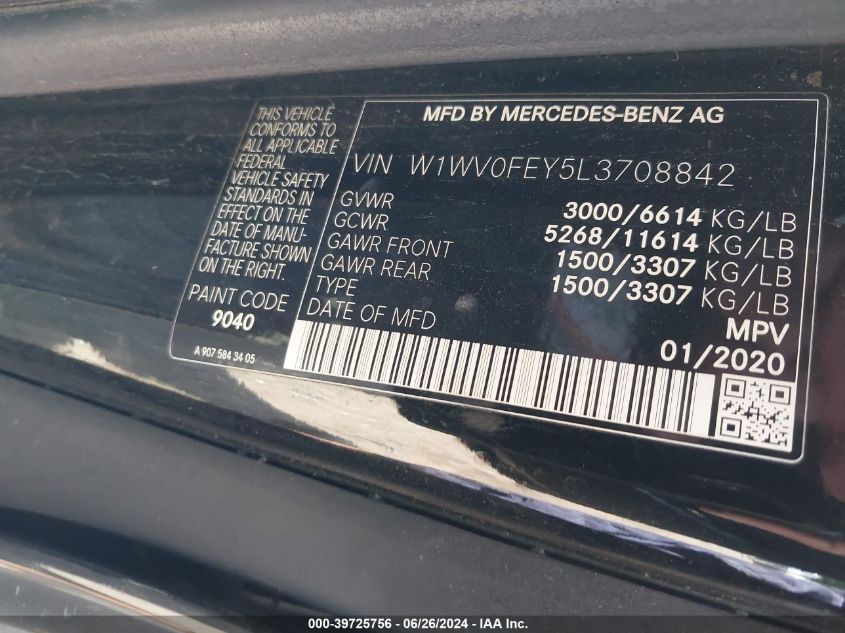 THIS VEHICLE
CONFORMS TO
ALL APPLICABLE
FEDERAL
VEHICLE SAFETY
STANDARDS IN
EFFECT ON THE
DATE OF MANU-
FACTURE SHOWN
ON THE RIGHT.
PAINT CODE
9040
A 907 584 34 05
MFD BY MERCEDES-BENZ AG
VIN W1WV0FEY5L3708842
GVWR 3000/6614 KG/LB
GCWR 5268/11614 KG/LB
GAWR FRONT 1500/3307 KG/LB
GAWR REAR 1500/3307 KG/LB
TYPE MPV
DATE OF MFD 01/2020
000-39725756 - 06/26/2024 - IAA Inc.